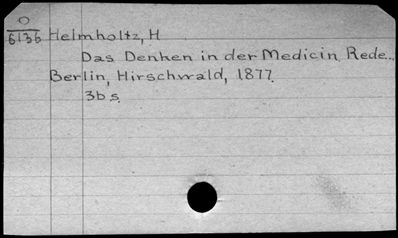 O
6136 Helmholtz, H
Das Denken in der Medicin. Rede...
Berlin, Hirschwald, 1877.
36 s.